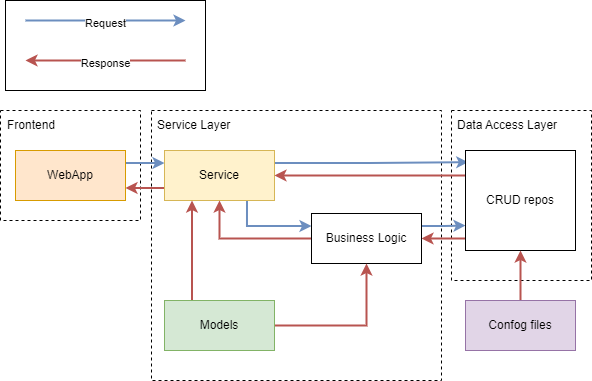 Request
Response
Frontend
Service Layer
Data Access Layer
WebApp
Service
CRUD repos
Business Logic
Models
Confog files